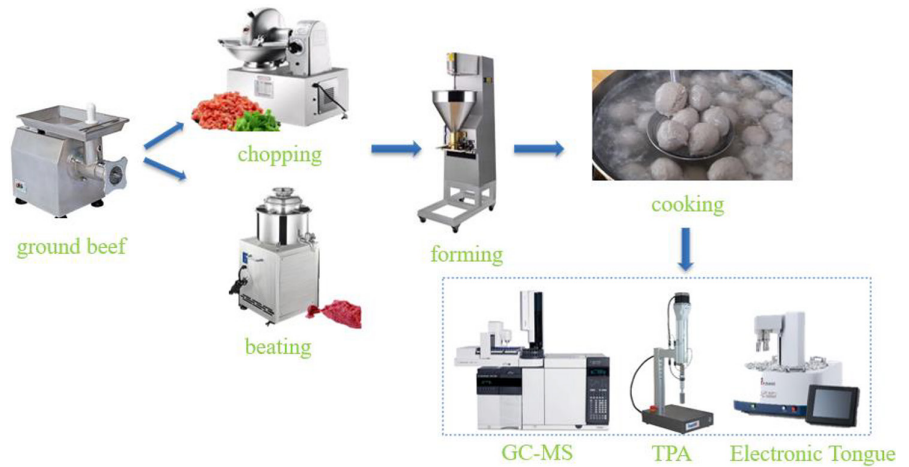 chopping
ground beef
beating
forming
cooking
GC-MS
TPA
Electronic Tongue